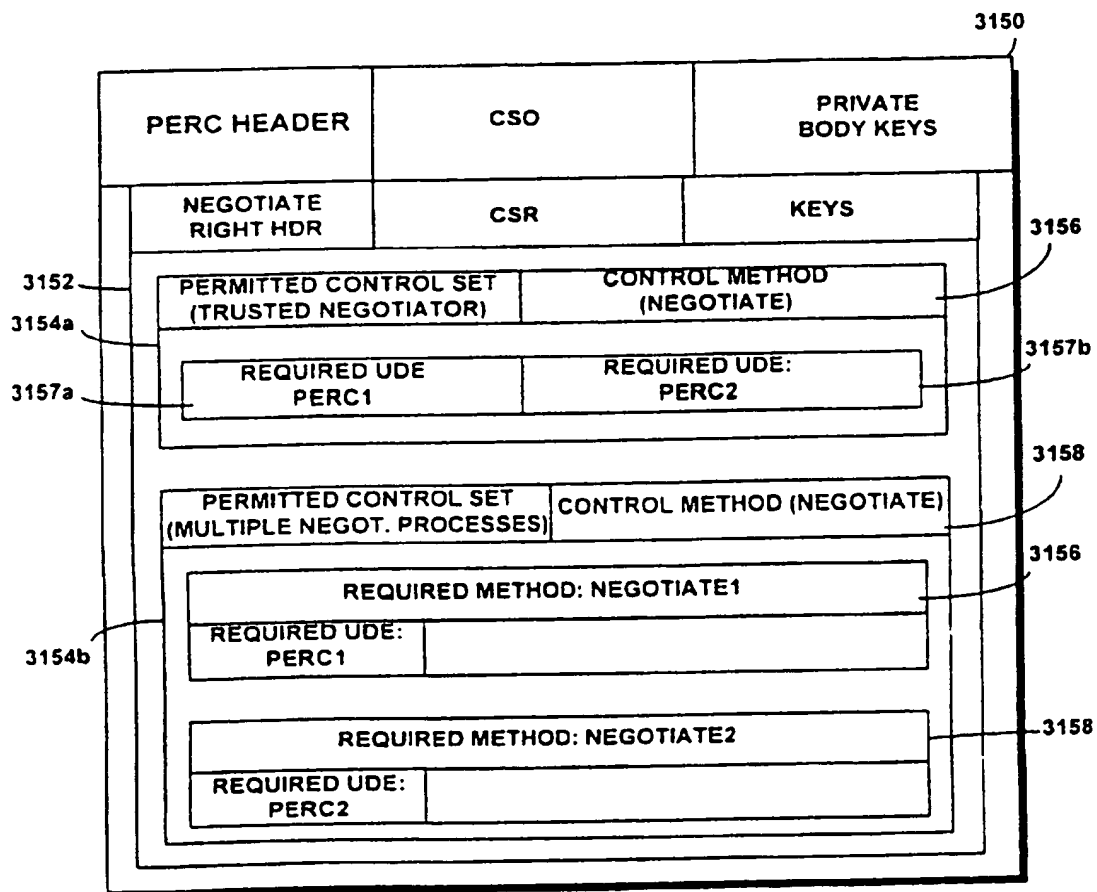 3150
PERC HEADER
CSO
PRIVATE
BODY KEYS
NEGOTIATE
RIGHT HDR
CSR
KEYS
3156
3152
PERMITTED CONTROL SET
(TRUSTED NEGOTIATOR)
CONTROL METHOD
(NEGOTIATE)
3154a
3157b
REQUIRED UDE
PERC1
REQUIRED UDE:
PERC2
3157a
3158
PERMITTED CONTROL SET
(MULTIPLE NEGOT. PROCESSES)
CONTROL METHOD (NEGOTIATE)
3156
REQUIRED METHOD: NEGOTIATE1
REQUIRED UDE:
PERC1
3154b
3158
REQUIRED METHOD: NEGOTIATE2
REQUIRED UDE:
PERC2